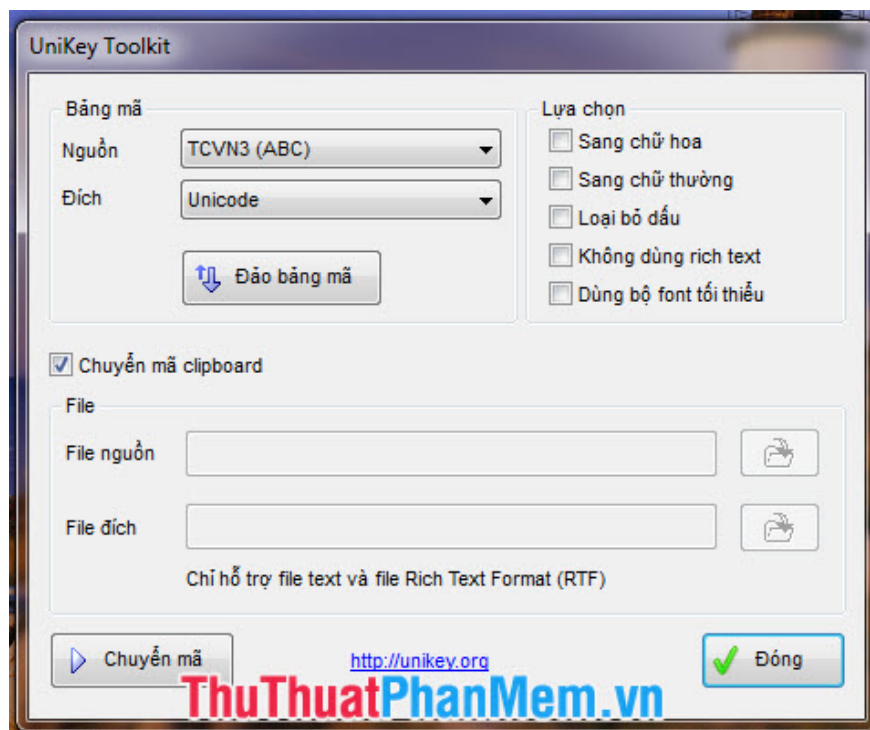 UniKey Toolkit
Bảng mã
Nguồn
TCVN3 (ABC)
Đích
Unicode
Đảo bảng mã
Lựa chọn
Sang chữ hoa
Sang chữ thường
Loại bỏ dấu
Không dùng rich text
Dùng bộ font tối thiểu
Chuyển mã clipboard
File
File nguồn
File đích
Chỉ hỗ trợ file text và file Rich Text Format (RTF)
Chuyển mã
http://unikey.org
Đóng
ThuThuatPhanMem.vn